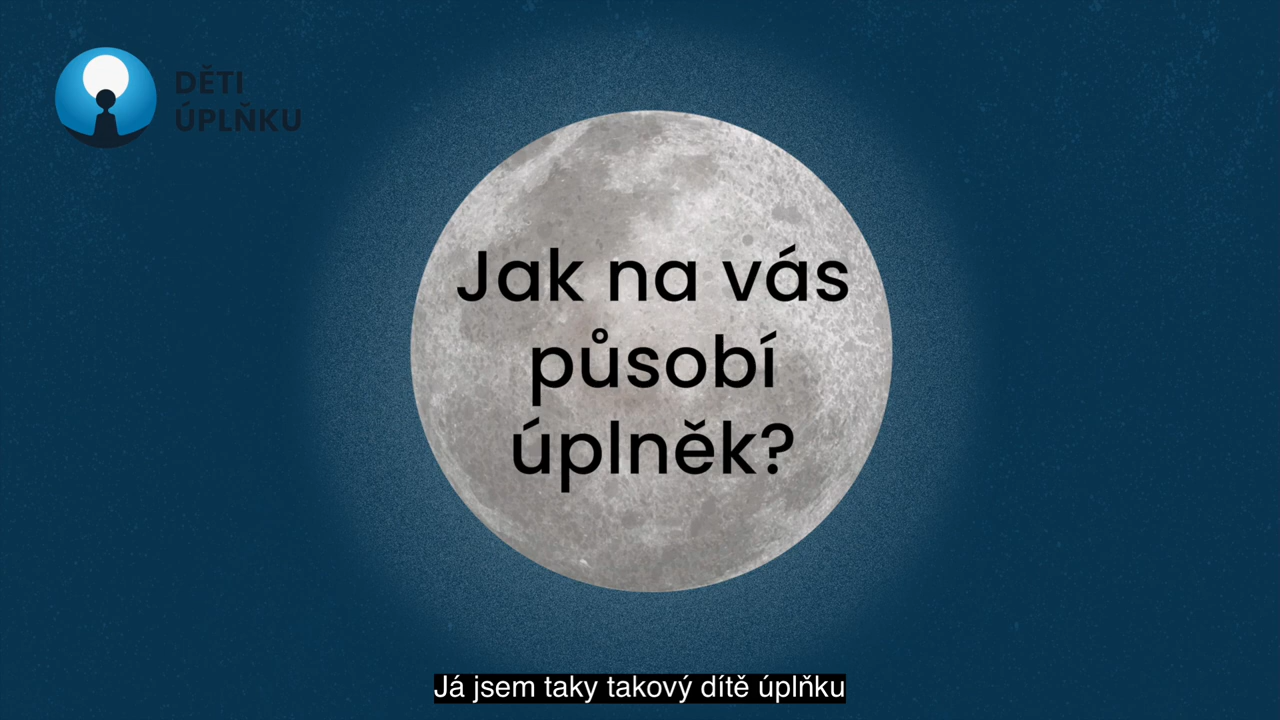 DĚTI
ÚPLŇKU
Jak na vás
působí
úplněk?
Já jsem taky takový dítě úplňku